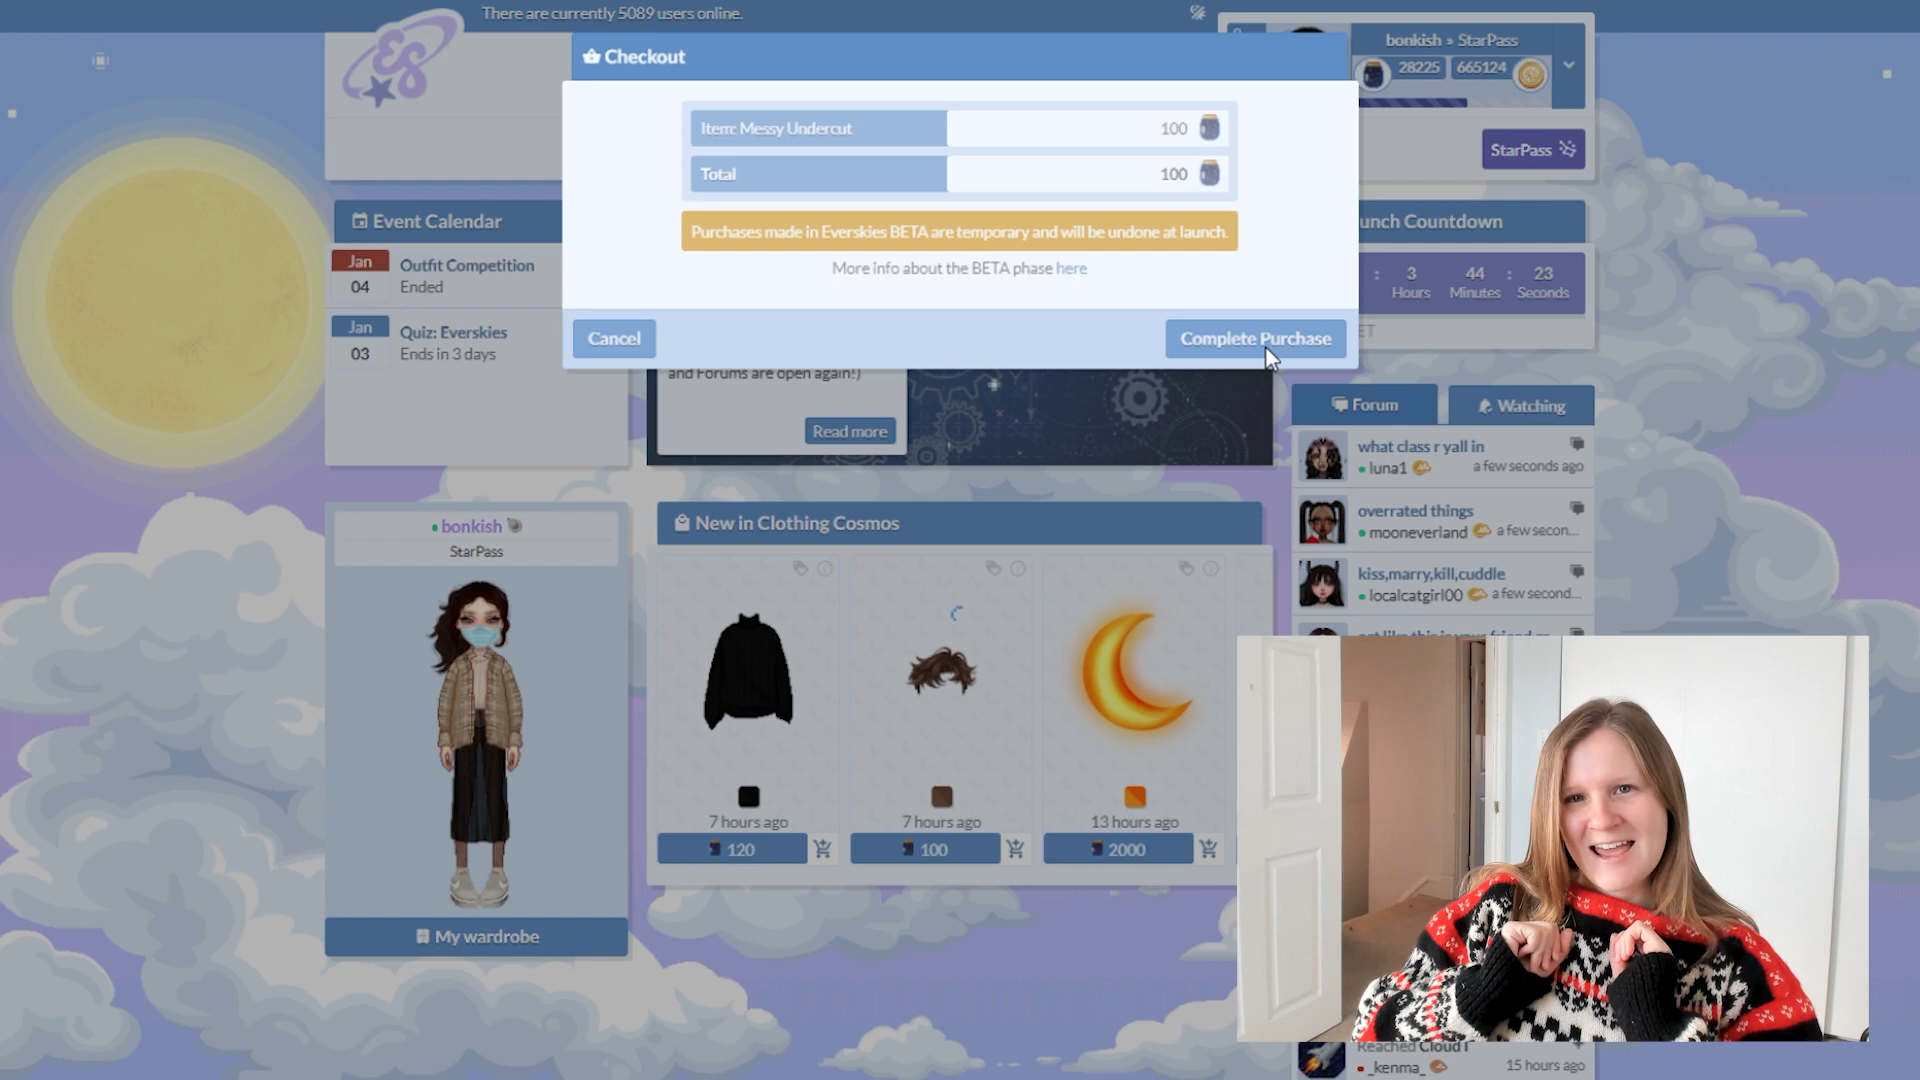 There are currently 5089 users online.
ES
Checkout
Item: Messy Undercut 100
Total 100
Purchases made in Everskies BETA are temporary and will be undone at launch.
More info about the BETA phase here
Cancel
Complete Purchase
bonkish » StarPass
28225 665124
StarPass
Event Calendar
Jan
04
Outfit Competition
Ended
Jan
03
Quiz: Everskies
Ends in 3 days
unch Countdown
: 3 44 : 23
Hours Minutes Seconds
ET
and Forums are open again!)
Read more
Forum
Watching
what class r yall in
luna1 a few seconds ago
overrated things
mooneverland a few secon...
kiss,marry,kill,cuddle
localcatgirl00 a few second...
bonkish
StarPass
My wardrobe
New in Clothing Cosmos
7 hours ago
120
7 hours ago
100
13 hours ago
2000
Reached Cloud 1
_kenma_ 15 hours ago